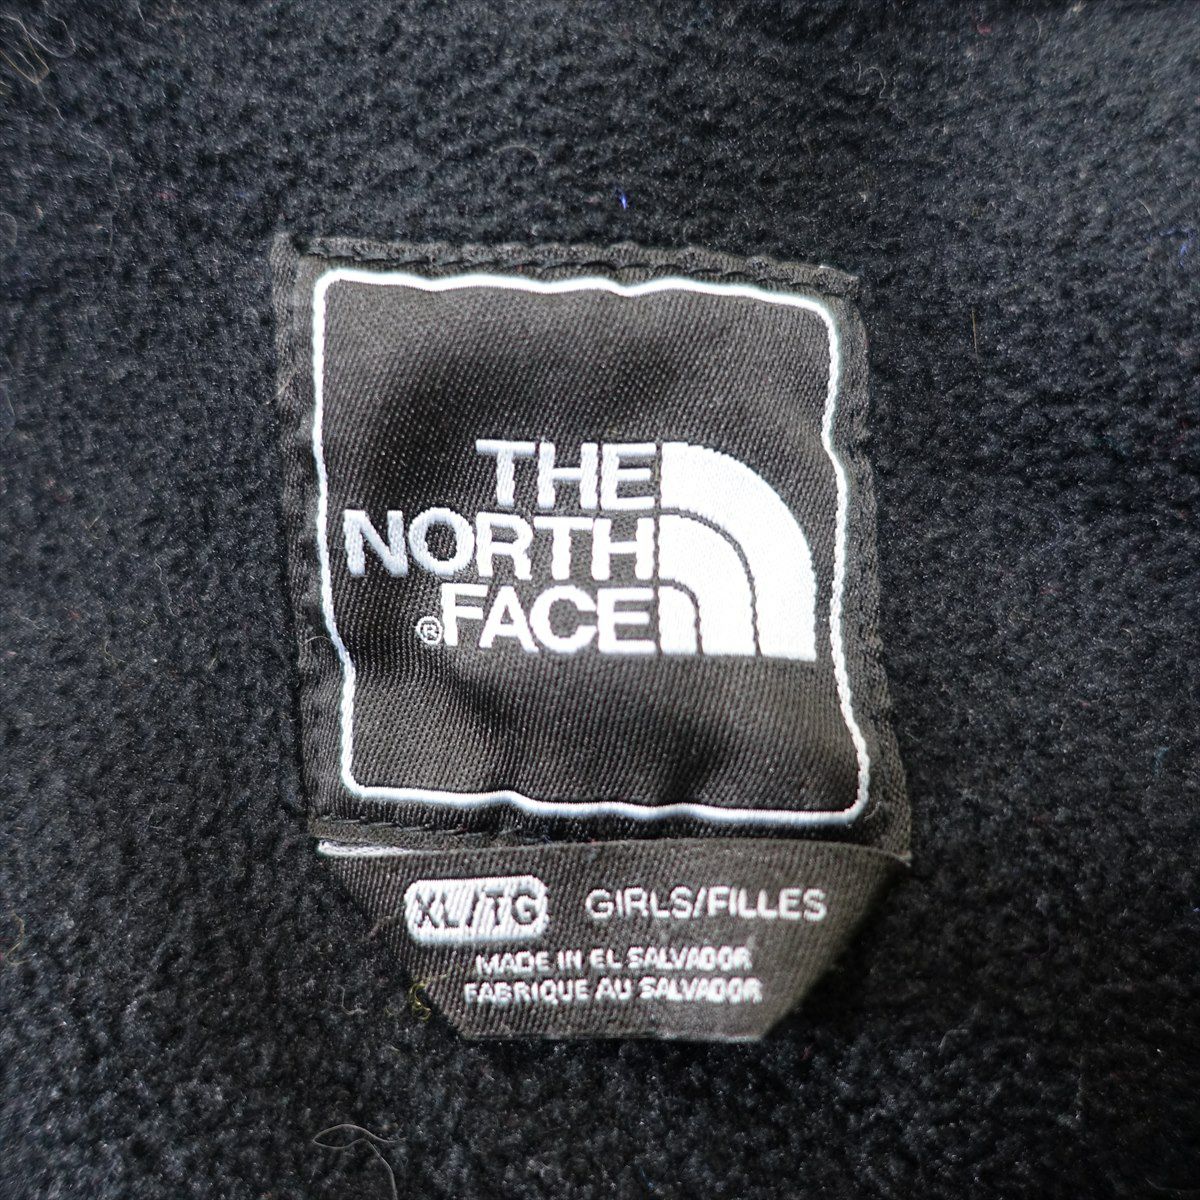 THE
NORTH
®FACE
XL/TG GIRLS/FILLES
MADE IN EL SALVADOR
FABRIQUE AU SALVADOR